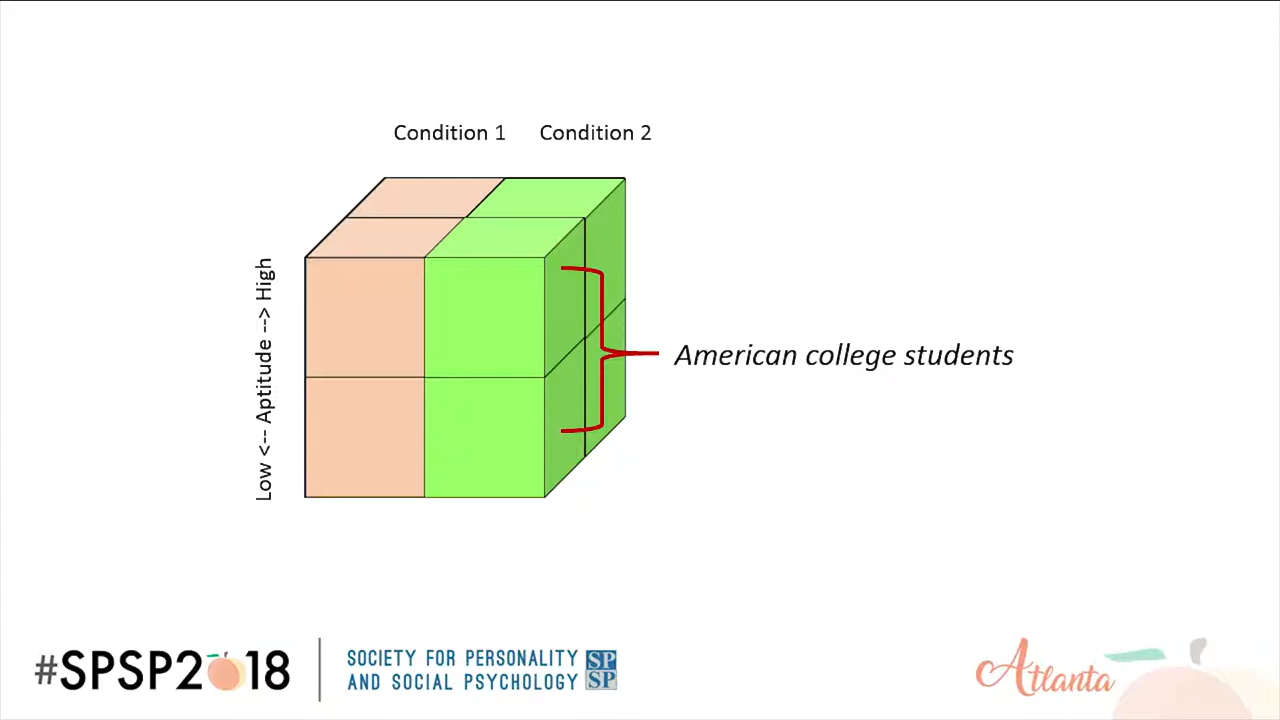 Condition 1
Condition 2
Low <-- Aptitude --> High
American college students
#SPSP2018
SOCIETY FOR PERSONALITY
AND SOCIAL PSYCHOLOGY
SP
SP
Atlanta